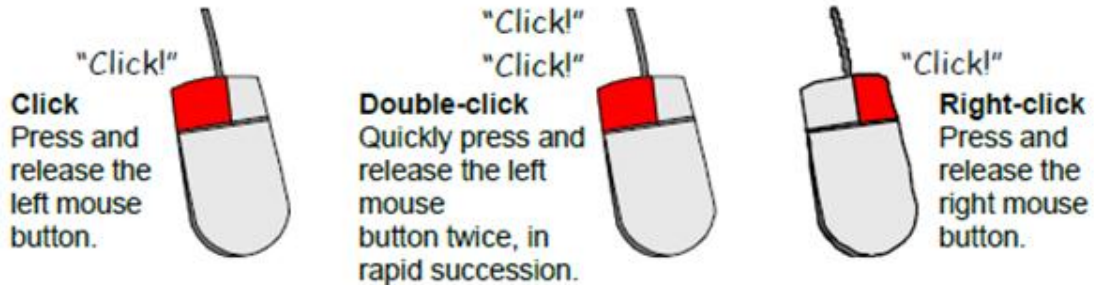 "Click!"
Click
Press and
release the
left mouse
button.
"Click!"
"Click!"
Double-click
Quickly press and
release the left
mouse
button twice, in
rapid succession.
"Click!"
Right-click
Press and
release the
right mouse
button.